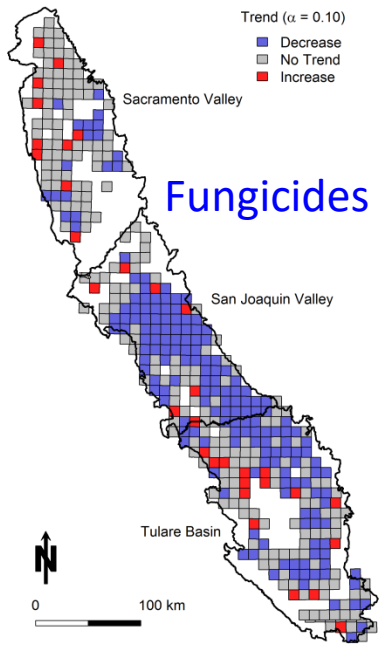 Trend (α = 0.10)
Decrease
No Trend
Increase
Sacramento Valley
Fungicides
San Joaquin Valley
Tulare Basin
N
0 100 km